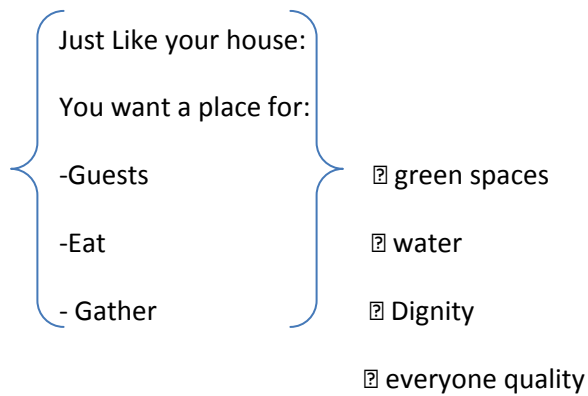 Just Like your house:
You want a place for:
-Guests
-Eat
- Gather
⍰ green spaces
⍰ water
⍰ Dignity
⍰ everyone quality